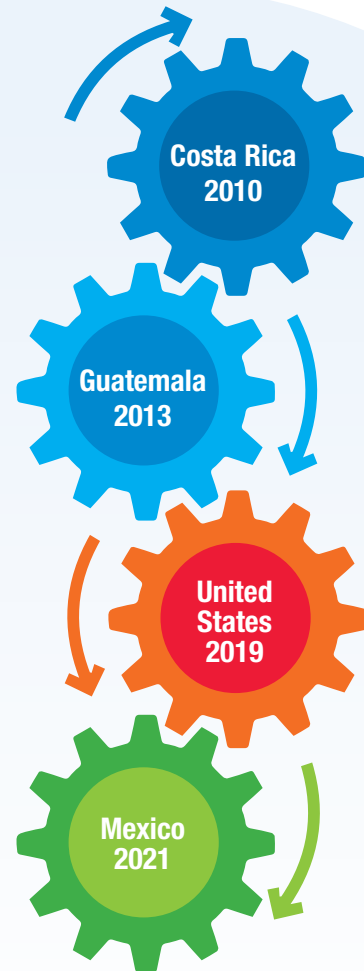 Costa Rica
2010
Guatemala
2013
United
States
2019
Mexico
2021